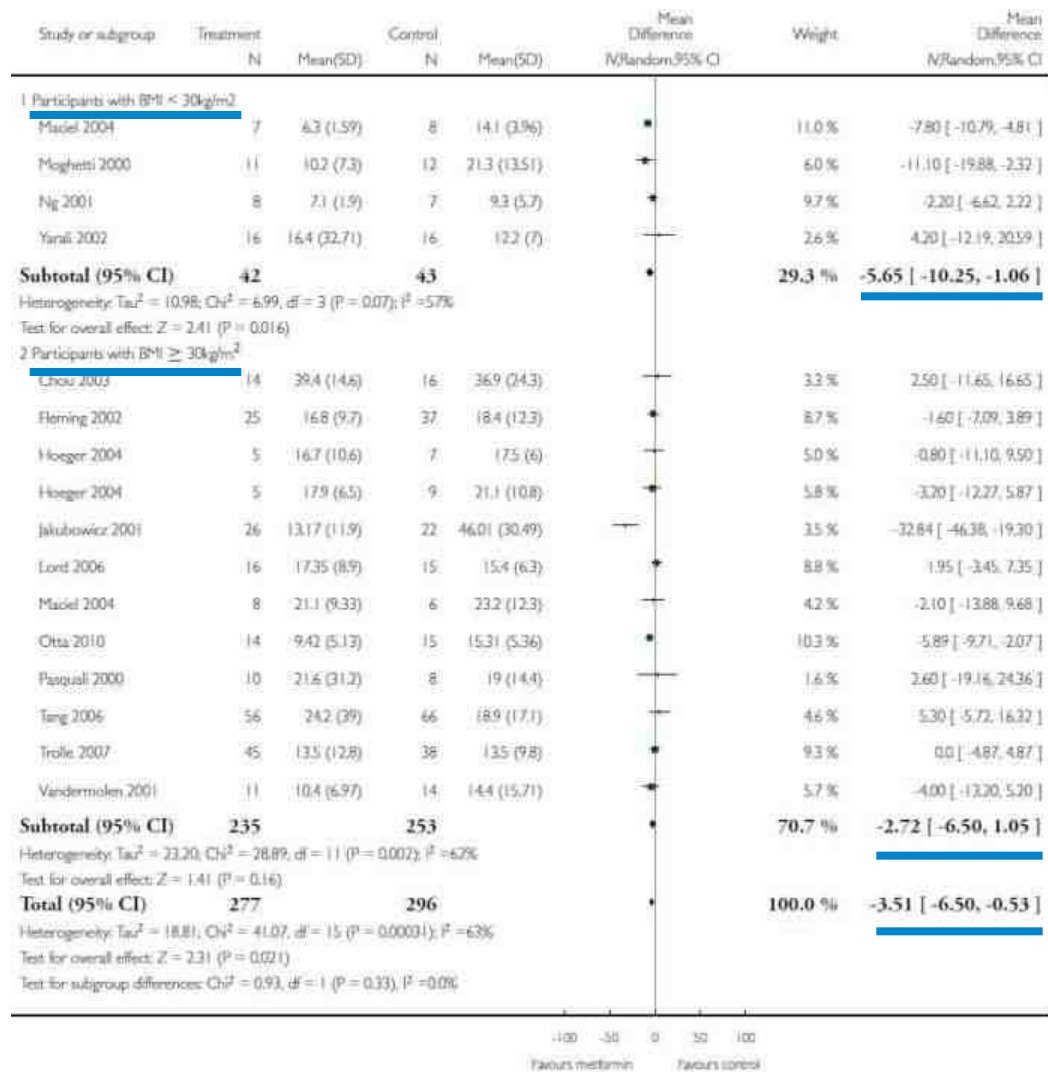 Study or subgroup Treatment Control Mean Difference Weight Mean Difference
N Mean(SD) N Mean(SD) IV,Random,95% CI IV,Random,95% CI
1 Participants with BMI < 30kg/m2
Maciel 2004 7 6.3 (1.59) 8 14.1 (3.96) 11.0 % -7.80 [ -10.79, -4.81 ]
Moghetti 2000 11 10.2 (7.3) 12 21.3 (13.51) 6.0 % -11.10 [ -19.88, -2.32 ]
Ng 2001 8 7.1 (1.9) 7 9.3 (5.7) 9.7 % -2.20 [ -6.62, 2.22 ]
Yarali 2002 16 16.4 (32.71) 16 12.2 (7) 2.6 % 4.20 [ -12.19, 20.59 ]
Subtotal (95% CI) 42 43 29.3 % -5.65 [ -10.25, -1.06 ]
Heterogeneity: Tau² = 10.98; Chi² = 6.99, df = 3 (P = 0.07); I² =57%
Test for overall effect: Z = 2.41 (P = 0.016)
2 Participants with BMI ≥ 30kg/m²
Chou 2003 14 39.4 (14.6) 16 36.9 (24.3) 3.3 % 2.50 [ -11.65, 16.65 ]
Fleming 2002 25 16.8 (9.7) 37 18.4 (12.3) 8.7 % -1.60 [ -7.09, 3.89 ]
Hoeger 2004 5 16.7 (10.6) 7 17.5 (6) 5.0 % -0.80 [ -11.10, 9.50 ]
Hoeger 2004 5 17.9 (6.5) 9 21.1 (10.8) 5.8 % -3.20 [ -12.27, 5.87 ]
Jakubowicz 2001 26 13.17 (11.9) 22 46.01 (30.49) 3.5 % -32.84 [ -46.38, -19.30 ]
Lord 2006 16 17.35 (8.9) 15 15.4 (6.3) 8.8 % 1.95 [ -3.45, 7.35 ]
Maciel 2004 8 21.1 (9.33) 6 23.2 (12.3) 4.2 % -2.10 [ -13.88, 9.68 ]
Otta 2010 14 9.42 (5.13) 15 15.31 (5.36) 10.3 % -5.89 [ -9.71, -2.07 ]
Pasquali 2000 10 21.6 (31.2) 8 19 (14.4) 1.6 % 2.60 [ -19.16, 24.36 ]
Tang 2006 56 24.2 (39) 66 18.9 (17.1) 4.6 % 5.30 [ -5.72, 16.32 ]
Trolle 2007 45 13.5 (12.8) 38 13.5 (9.8) 9.3 % 0.0 [ -4.87, 4.87 ]
Vandermolen 2001 11 10.4 (6.97) 14 14.4 (15.71) 5.7 % -4.00 [ -13.20, 5.20 ]
Subtotal (95% CI) 235 253 70.7 % -2.72 [ -6.50, 1.05 ]
Heterogeneity: Tau² = 23.20; Chi² = 28.89, df = 11 (P = 0.002); I² =62%
Test for overall effect: Z = 1.41 (P = 0.16)
Total (95% CI) 277 296 100.0 % -3.51 [ -6.50, -0.53 ]
Heterogeneity: Tau² = 18.81; Chi² = 41.07, df = 15 (P = 0.00031); I² =63%
Test for overall effect: Z = 2.31 (P = 0.021)
Test for subgroup differences: Chi² = 0.93, df = 1 (P = 0.33), I² =0.0%
-100 -50 0 50 100
Favours metformin Favours control